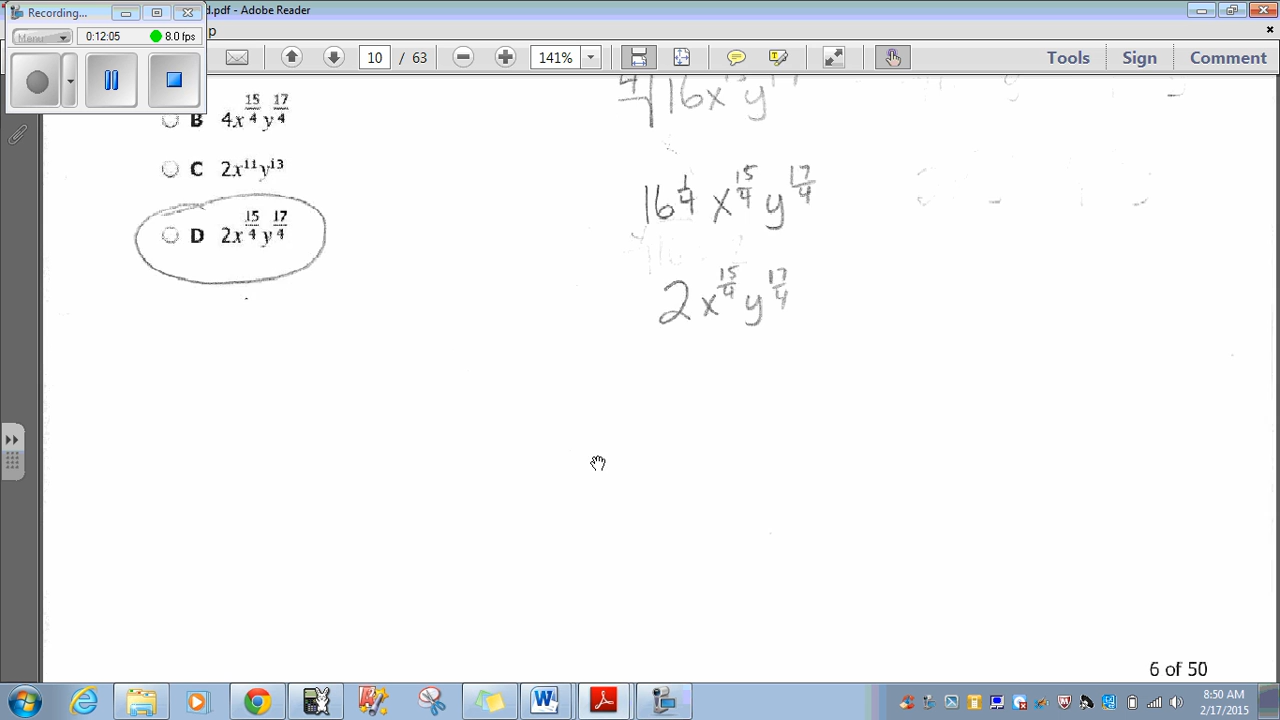 Recording...
d.pdf - Adobe Reader
Menu
0:12:05
8.0 fps
p
10 / 63
141%
Tools
Sign
Comment
B 4x^{15/4}y^{17/4}
C 2x^{11}y^{13}
D 2x^{15/4}y^{17/4}
16^{1/4} x^{15/4} y^{17/4}
2x^{15/4} y^{17/4}
6 of 50
8:50 AM
2/17/2015